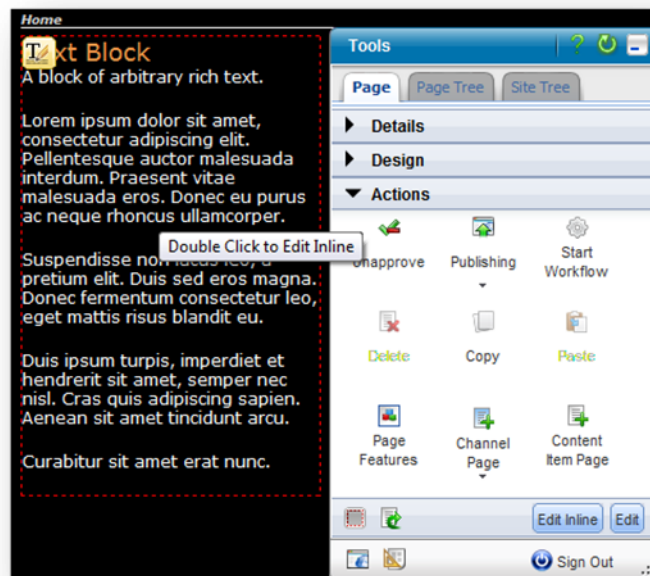 Home
Text Block
A block of arbitrary rich text.
Lorem ipsum dolor sit amet,
consectetur adipiscing elit.
Pellentesque auctor malesuada
interdum. Praesent vitae
malesuada eros. Donec eu purus
ac neque rhoncus ullamcorper.
Double Click to Edit Inline
Suspendisse non lacus leo, a
pretium elit. Duis sed eros magna.
Donec fermentum consectetur leo,
eget mattis risus blandit eu.
Duis ipsum turpis, imperdiet et
hendrerit sit amet, semper nec
nisl. Cras quis adipiscing sapien.
Aenean sit amet tincidunt arcu.
Curabitur sit amet erat nunc.
Tools
Page Page Tree Site Tree
Details
Design
Actions
Unapprove Publishing Start
Workflow
Delete Copy Paste
Page
Features Channel
Page Content
Item Page
Edit Inline Edit
Sign Out